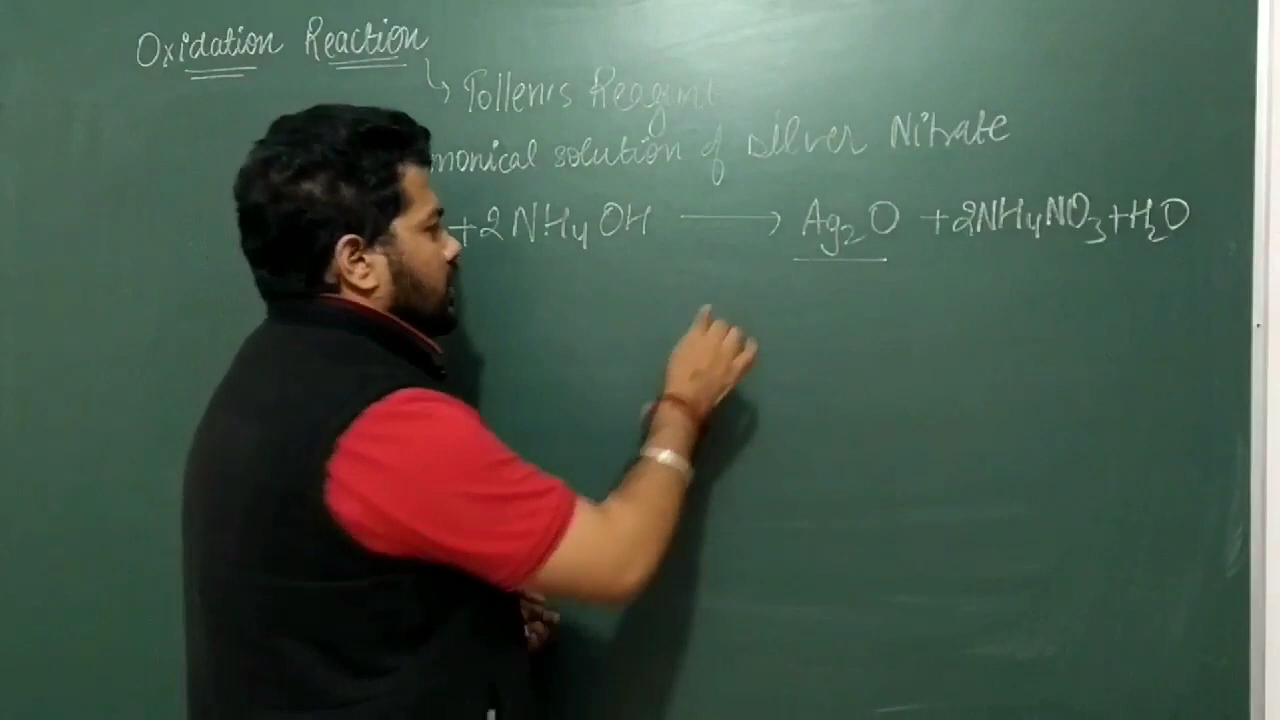 Oxidation Reaction
↳ Tollen's Reagent
monical solution of silver Nitrate
+2NH4OH ⟶ Ag2O +2NH4NO3+H2O